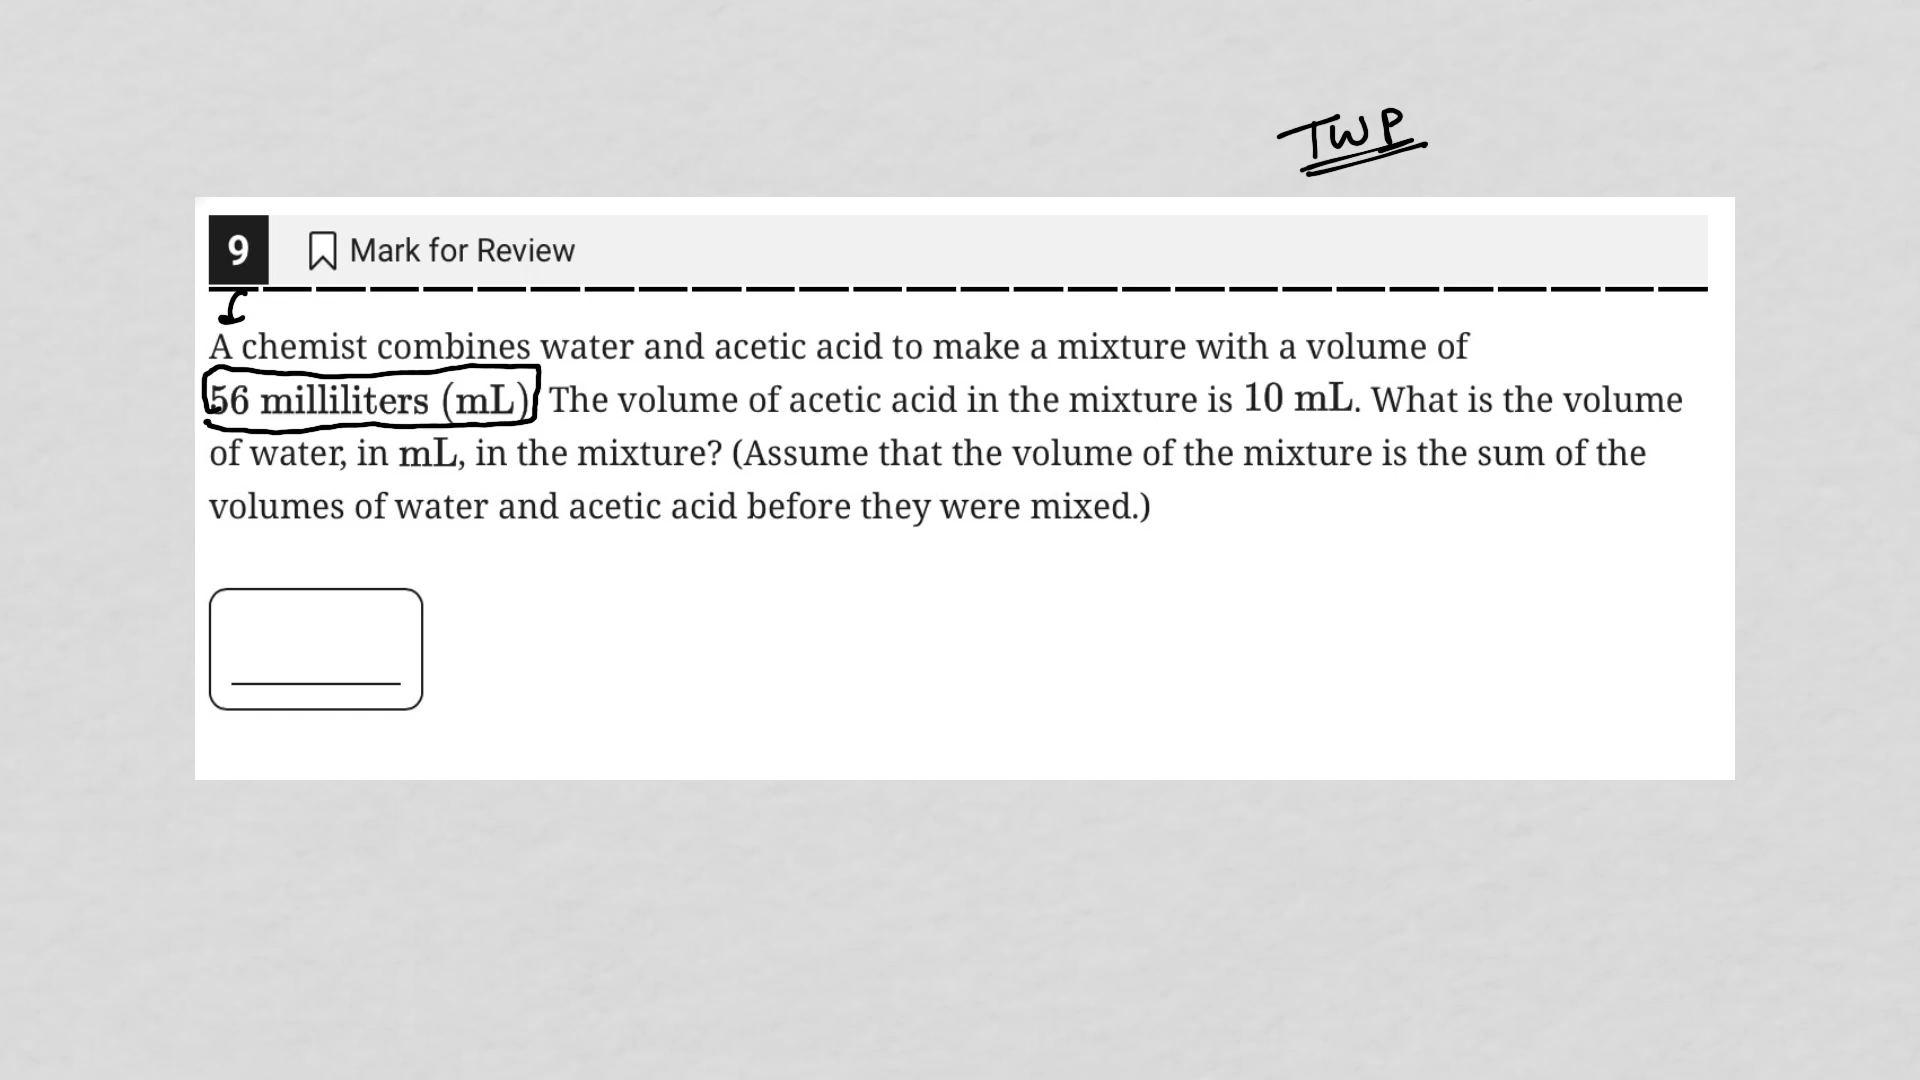 TWP
9 Mark for Review
A chemist combines water and acetic acid to make a mixture with a volume of
56 milliliters (mL). The volume of acetic acid in the mixture is 10 mL. What is the volume
of water, in mL, in the mixture? (Assume that the volume of the mixture is the sum of the
volumes of water and acetic acid before they were mixed.)